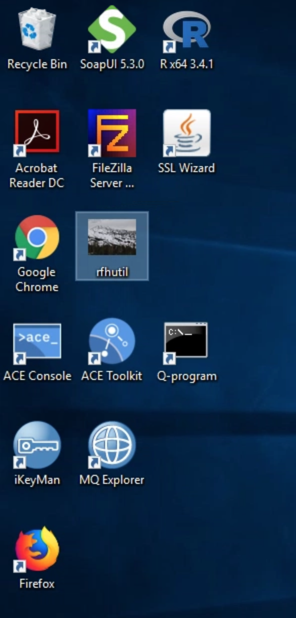 Recycle Bin
SoapUI 5.3.0
R x64 3.4.1
Acrobat
Reader DC
FileZilla
Server ...
SSL Wizard
Google
Chrome
rfhutil
>ace_
C:\_
ACE Console
ACE Toolkit
Q-program
iKeyMan
MQ Explorer
Firefox